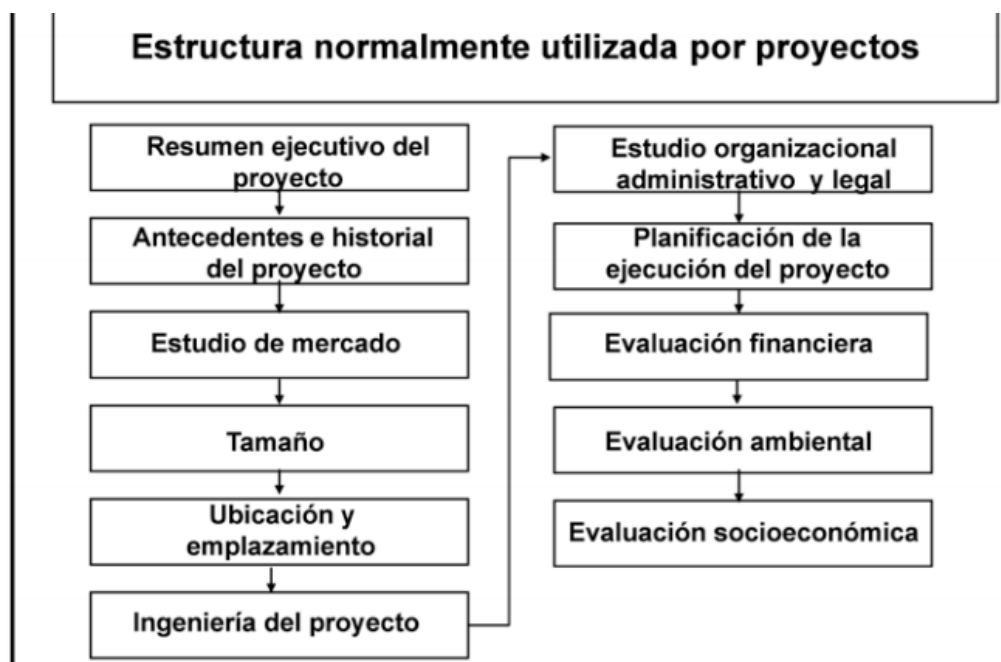 Estructura normalmente utilizada por proyectos
Resumen ejecutivo del
proyecto
Antecedentes e historial
del proyecto
Estudio de mercado
Tamaño
Ubicación y
emplazamiento
Ingeniería del proyecto
Estudio organizacional
administrativo y legal
Planificación de la
ejecución del proyecto
Evaluación financiera
Evaluación ambiental
Evaluación socioeconómica